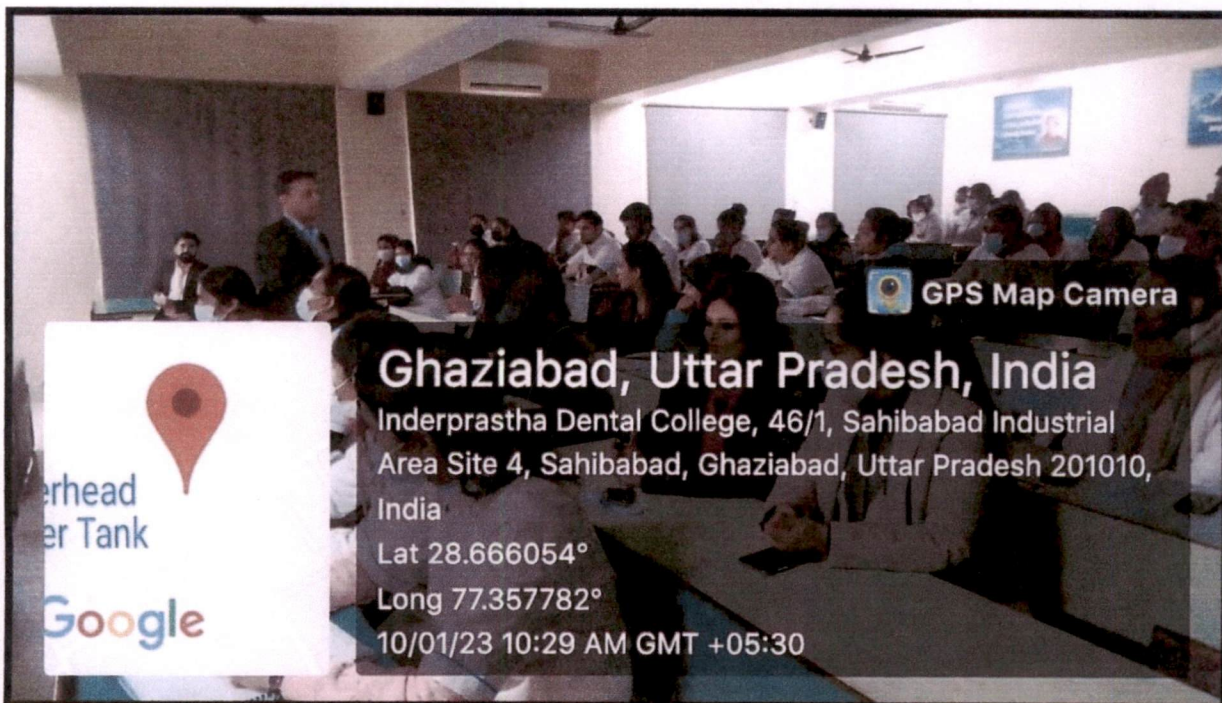 GPS Map Camera
Ghaziabad, Uttar Pradesh, India
Inderprastha Dental College, 46/1, Sahibabad Industrial
Area Site 4, Sahibabad, Ghaziabad, Uttar Pradesh 201010,
India
Lat 28.666054°
Long 77.357782°
10/01/23 10:29 AM GMT +05:30
erhead
er Tank
Google